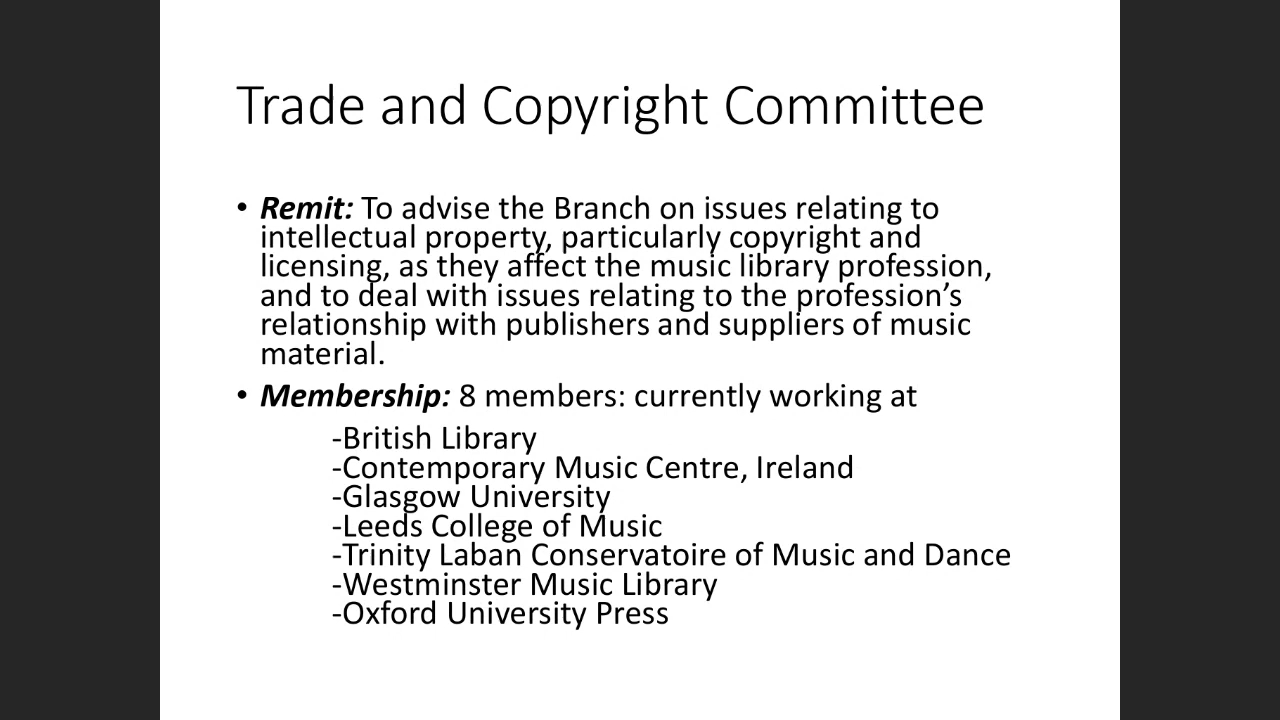 Trade and Copyright Committee
• Remit: To advise the Branch on issues relating to
intellectual property, particularly copyright and
licensing, as they affect the music library profession,
and to deal with issues relating to the profession’s
relationship with publishers and suppliers of music
material.
• Membership: 8 members: currently working at
-British Library
-Contemporary Music Centre, Ireland
-Glasgow University
-Leeds College of Music
-Trinity Laban Conservatoire of Music and Dance
-Westminster Music Library
-Oxford University Press